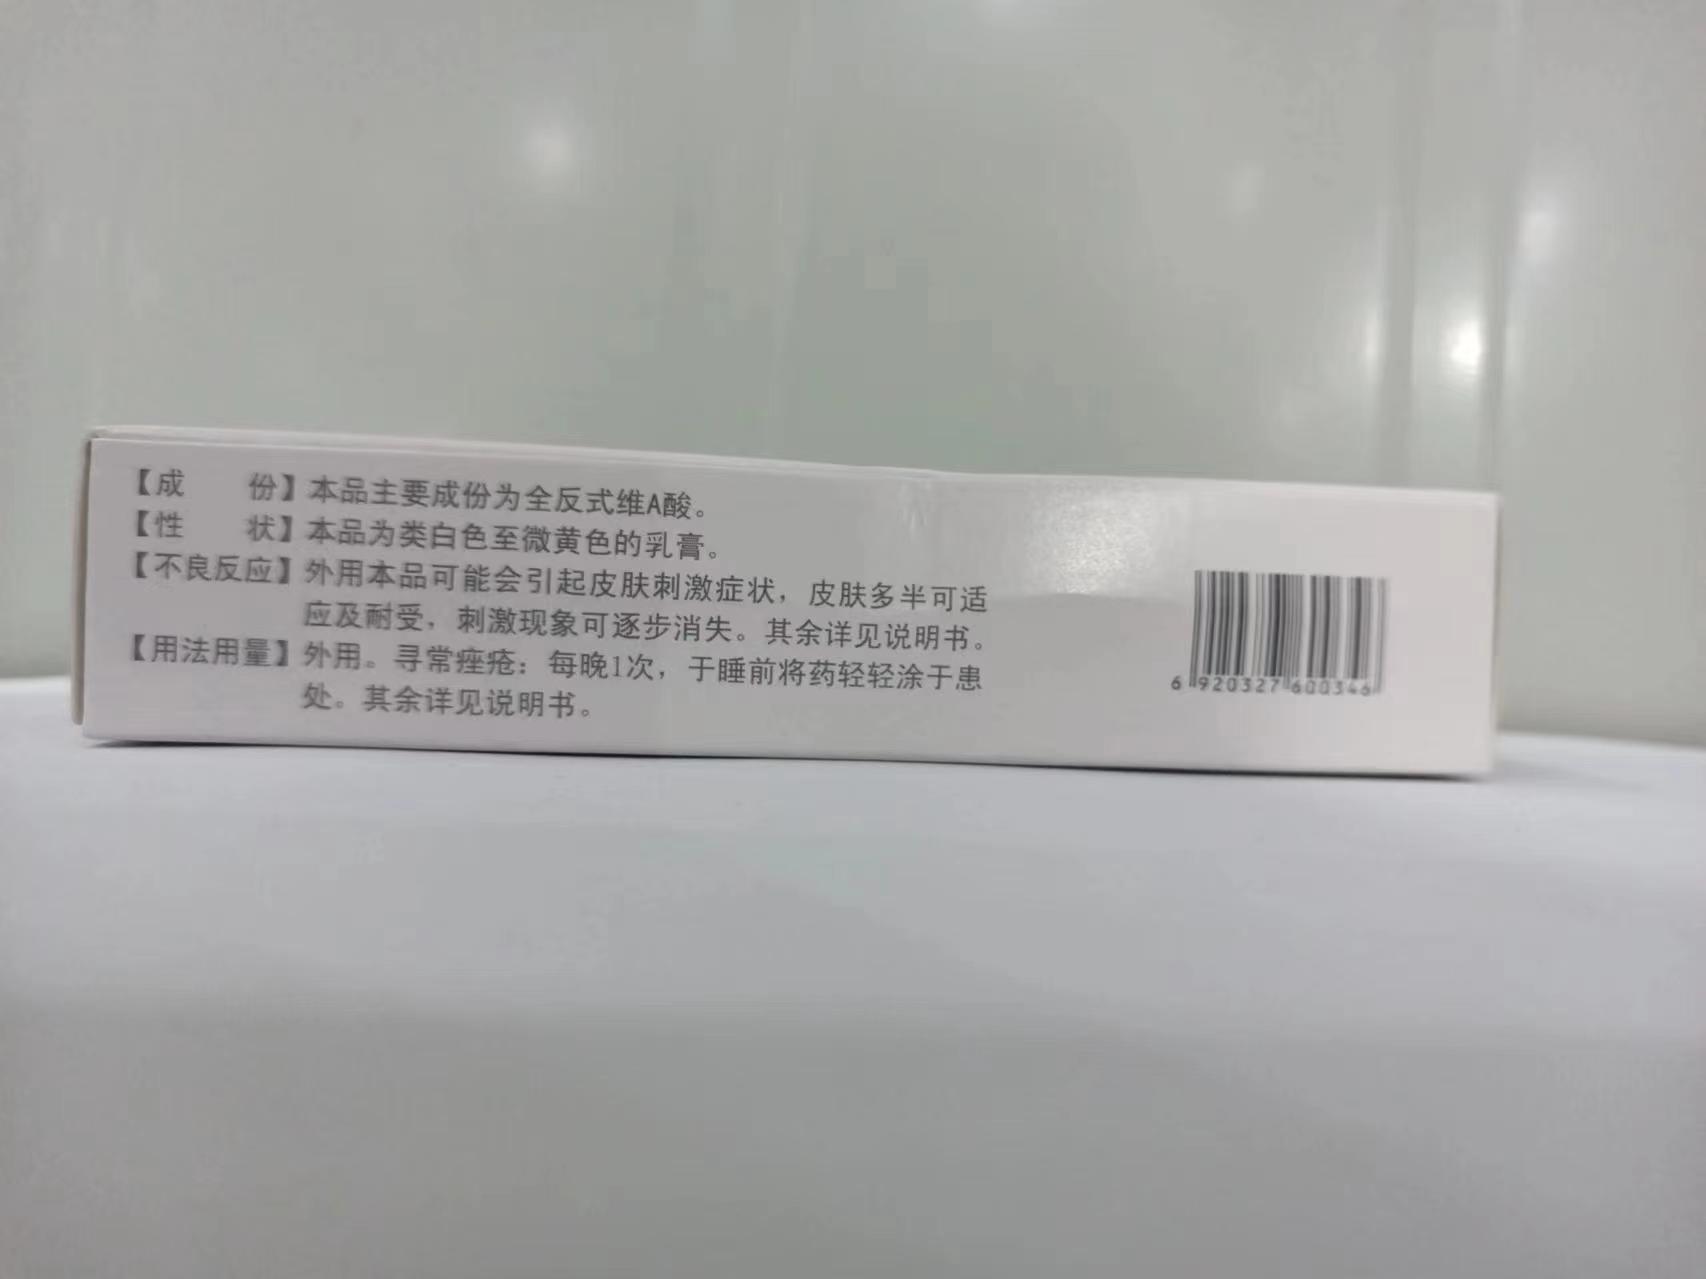 【成 份】本品主要成份为全反式维A酸。
【性 状】本品为类白色至微黄色的乳膏。
【不良反应】外用本品可能会引起皮肤刺激症状，皮肤多半可适
应及耐受，刺激现象可逐步消失。其余详见说明书。
【用法用量】外用。寻常痤疮：每晚1次，于睡前将药轻轻涂于患
处。其余详见说明书。
6 920327 600346